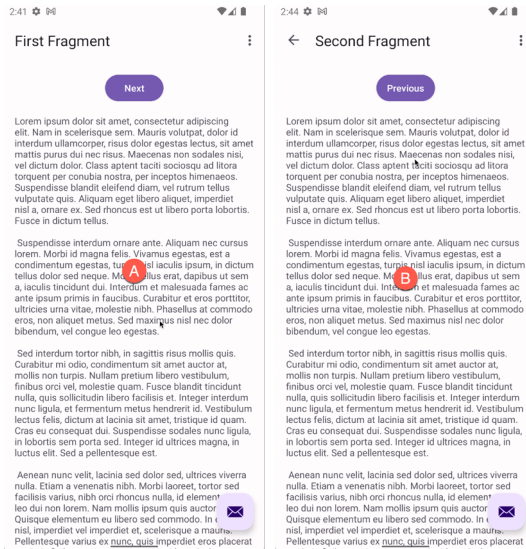 2:41
First Fragment
Next
Lorem ipsum dolor sit amet, consectetur adipiscing
elit. Nam in scelerisque sem. Mauris volutpat, dolor id
interdum ullamcorper, risus dolor egestas lectus, sit amet
mattis purus dui nec risus. Maecenas non sodales nisi,
vel dictum dolor. Class aptent taciti sociosqu ad litora
torquent per conubia nostra, per inceptos himenaeos.
Suspendisse blandit eleifend diam, vel rutrum tellus
vulputate quis. Aliquam eget libero aliquet, imperdiet
nisl a, ornare ex. Sed rhoncus est ut libero porta lobortis.
Fusce in dictum tellus.
Suspendisse interdum ornare ante. Aliquam nec cursus
lorem. Morbi id magna felis. Vivamus egestas, est a
condimentum egestas, turpis nisl iaculis ipsum, in dictum
tellus dolor sed neque. Morbi tellus erat, dapibus ut sem
a, iaculis tincidunt dui. Interdum et malesuada fames ac
ante ipsum primis in faucibus. Curabitur et eros porttitor,
ultricies urna vitae, molestie nibh. Phasellus at commodo
eros, non aliquet metus. Sed maximus nisl nec dolor
bibendum, vel congue leo egestas.
A
Sed interdum tortor nibh, in sagittis risus mollis quis.
Curabitur mi odio, condimentum sit amet auctor at,
mollis non turpis. Nullam pretium libero vestibulum,
finibus orci vel, molestie quam. Fusce blandit tincidunt
nulla, quis sollicitudin libero facilisis et. Integer interdum
nunc ligula, et fermentum metus hendrerit id. Vestibulum
lectus felis, dictum at lacinia sit amet, tristique id quam.
Cras eu consequat dui. Suspendisse sodales nunc ligula,
in lobortis sem porta sed. Integer id ultrices magna, in
luctus elit. Sed a pellentesque est.
Aenean nunc velit, lacinia sed dolor sed, ultrices viverra
nulla. Etiam a venenatis nibh. Morbi laoreet, tortor sed
facilisis varius, nibh orci rhoncus nulla, id
leo non dolor. Nam mollis ipsum quis
Quisque elementum eu libero sed commodo. In
nisl, imperdiet vel imperdiet et, scelerisque a
Pellentesque varius ex nunc, quis imperdiet eros placerat
2:44
Second Fragment
Previous
Lorem ipsum dolor sit amet, consectetur adipiscing
elit. Nam in scelerisque sem. Mauris volutpat, dolor id
interdum ullamcorper, risus dolor egestas lectus, sit amet
mattis purus dui nec risus. Maecenas non sodales nisi,
vel dictum dolor. Class aptent taciti sociosqu ad litora
torquent per conubia nostra, per inceptos himenaeos.
Suspendisse blandit eleifend diam, vel rutrum tellus
vulputate quis. Aliquam eget libero aliquet, imperdiet
nisl a, ornare ex. Sed rhoncus est ut libero porta lobortis.
Fusce in dictum tellus.
Suspendisse interdum ornare ante. Aliquam nec cursus
lorem. Morbi id magna felis. Vivamus egestas, est a
condimentum egestas, turpis nisl iaculis ipsum, in dictum
tellus dolor sed neque. Morbi tellus erat, dapibus ut sem
a, iaculis tincidunt dui. Interdum et malesuada fames ac
ante ipsum primis in faucibus. Curabitur et eros porttitor,
ultricies urna vitae, molestie nibh. Phasellus at commodo
eros, non aliquet metus. Sed maximus nisl nec dolor
bibendum, vel congue leo egestas.
B
Sed interdum tortor nibh, in sagittis risus mollis quis.
Curabitur mi odio, condimentum sit amet auctor at,
mollis non turpis. Nullam pretium libero vestibulum,
finibus orci vel, molestie quam. Fusce blandit tincidunt
nulla, quis sollicitudin libero facilisis et. Integer interdum
nunc ligula, et fermentum metus hendrerit id. Vestibulum
lectus felis, dictum at lacinia sit amet, tristique id quam.
Cras eu consequat dui. Suspendisse sodales nunc ligula,
in lobortis sem porta sed. Integer id ultrices magna, in
luctus elit. Sed a pellentesque est.
Aenean nunc velit, lacinia sed dolor sed, ultrices viverra
nulla. Etiam a venenatis nibh. Morbi laoreet, tortor sed
facilisis varius, nibh orci rhoncus nulla, id
leo non dolor. Nam mollis ipsum quis
Quisque elementum eu libero sed commodo. In
nisl, imperdiet vel imperdiet et, scelerisque a
Pellentesque varius ex nunc, quis imperdiet eros placerat